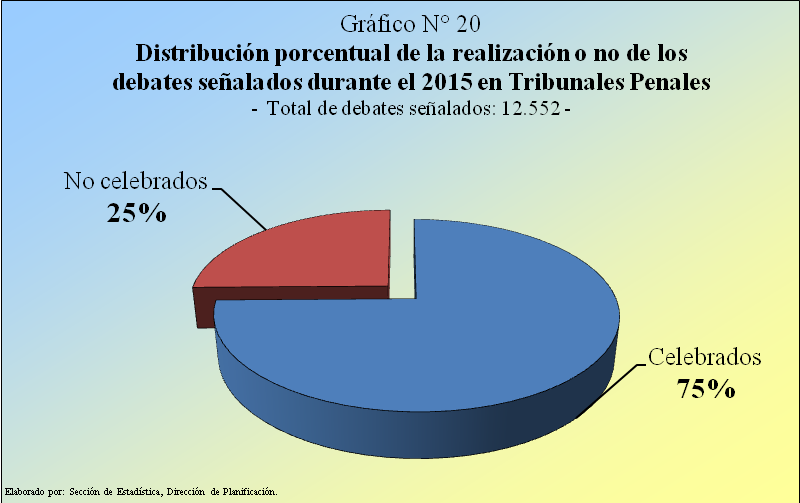 Gráfico N° 20
Distribución porcentual de la realización o no de los
debates señalados durante el 2015 en Tribunales Penales
- Total de debates señalados: 12.552 -
No celebrados
25%
Celebrados
75%
Elaborado por: Sección de Estadística, Dirección de Planificación.